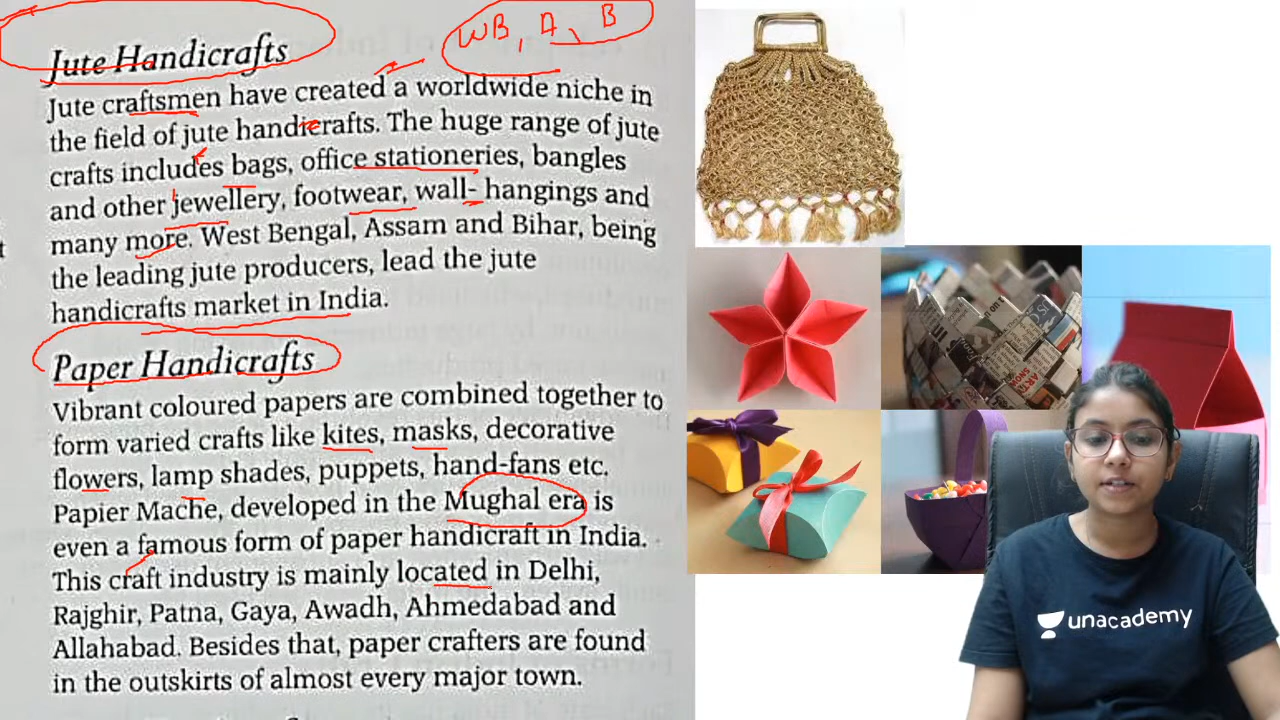 WB, A, B
Jute Handicrafts
Jute craftsmen have created a worldwide niche in
the field of jute handicrafts. The huge range of jute
crafts includes bags, office stationeries, bangles
and other jewellery, footwear, wall- hangings and
many more. West Bengal, Assam and Bihar, being
the leading jute producers, lead the jute
handicrafts market in India.
Paper Handicrafts
Vibrant coloured papers are combined together to
form varied crafts like kites, masks, decorative
flowers, lamp shades, puppets, hand-fans etc.
Papier Mache, developed in the Mughal era is
even a famous form of paper handicraft in India.
This craft industry is mainly located in Delhi,
Rajghir, Patna, Gaya, Awadh, Ahmedabad and
Allahabad. Besides that, paper crafters are found
in the outskirts of almost every major town.
unacademy